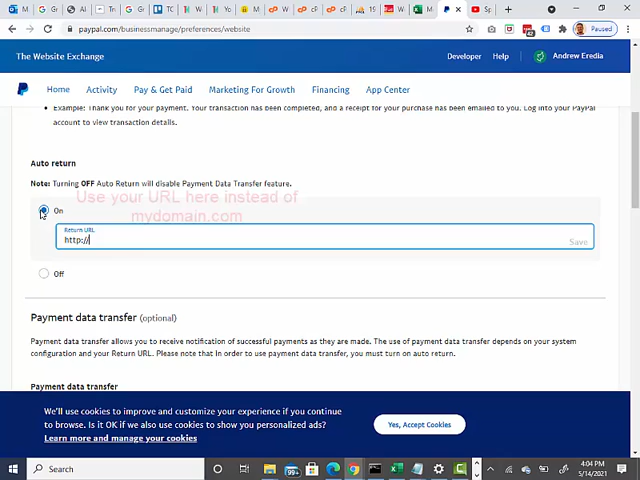 paypal.com/businessmanage/preferences/website
Paused
The Website Exchange
Developer
Help
Andrew Eredia
Home
Activity
Pay & Get Paid
Marketing For Growth
Financing
App Center
Example: Thank you for your payment. Your transaction has been completed, and a receipt for your purchase has been emailed to you. Log into your PayPal
account to view transaction details.
Auto return
Note: Turning OFF Auto Return will disable Payment Data Transfer feature.
Use your URL here instead of
mydomain.com
On
Return URL
http://
Save
Off
Payment data transfer (optional)
Payment data transfer allows you to receive notification of successful payments as they are made. The use of payment data transfer depends on your system
configuration and your Return URL. Please note that in order to use payment data transfer, you must turn on auto return.
Payment data transfer
We'll use cookies to improve and customize your experience if you continue
to browse. Is it OK if we also use cookies to show you personalized ads?
Learn more and manage your cookies
Yes, Accept Cookies
Search
99+
4:04 PM
5/14/2021